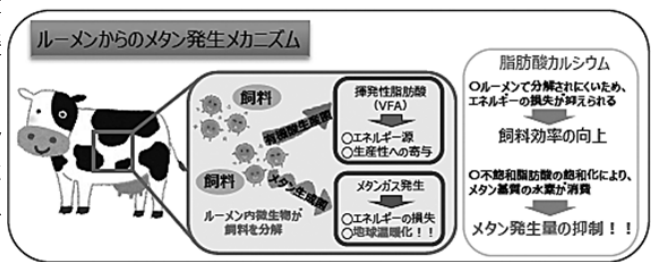 ルーメンからのメタン発生メカニズム
飼料
有機酸生産菌
飼料
メタン生成菌
ルーメン内微生物が
飼料を分解
揮発性脂肪酸
(VFA)
○エネルギー源
○生産性への寄与
メタンガス発生
○エネルギーの損失
○地球温暖化！！
脂肪酸カルシウム
○ルーメンで分解されにくいため、
エネルギーの損失が抑えられる
飼料効率の向上
○不飽和脂肪酸の飽和化により、
メタン基質の水素が消費
メタン発生量の抑制！！